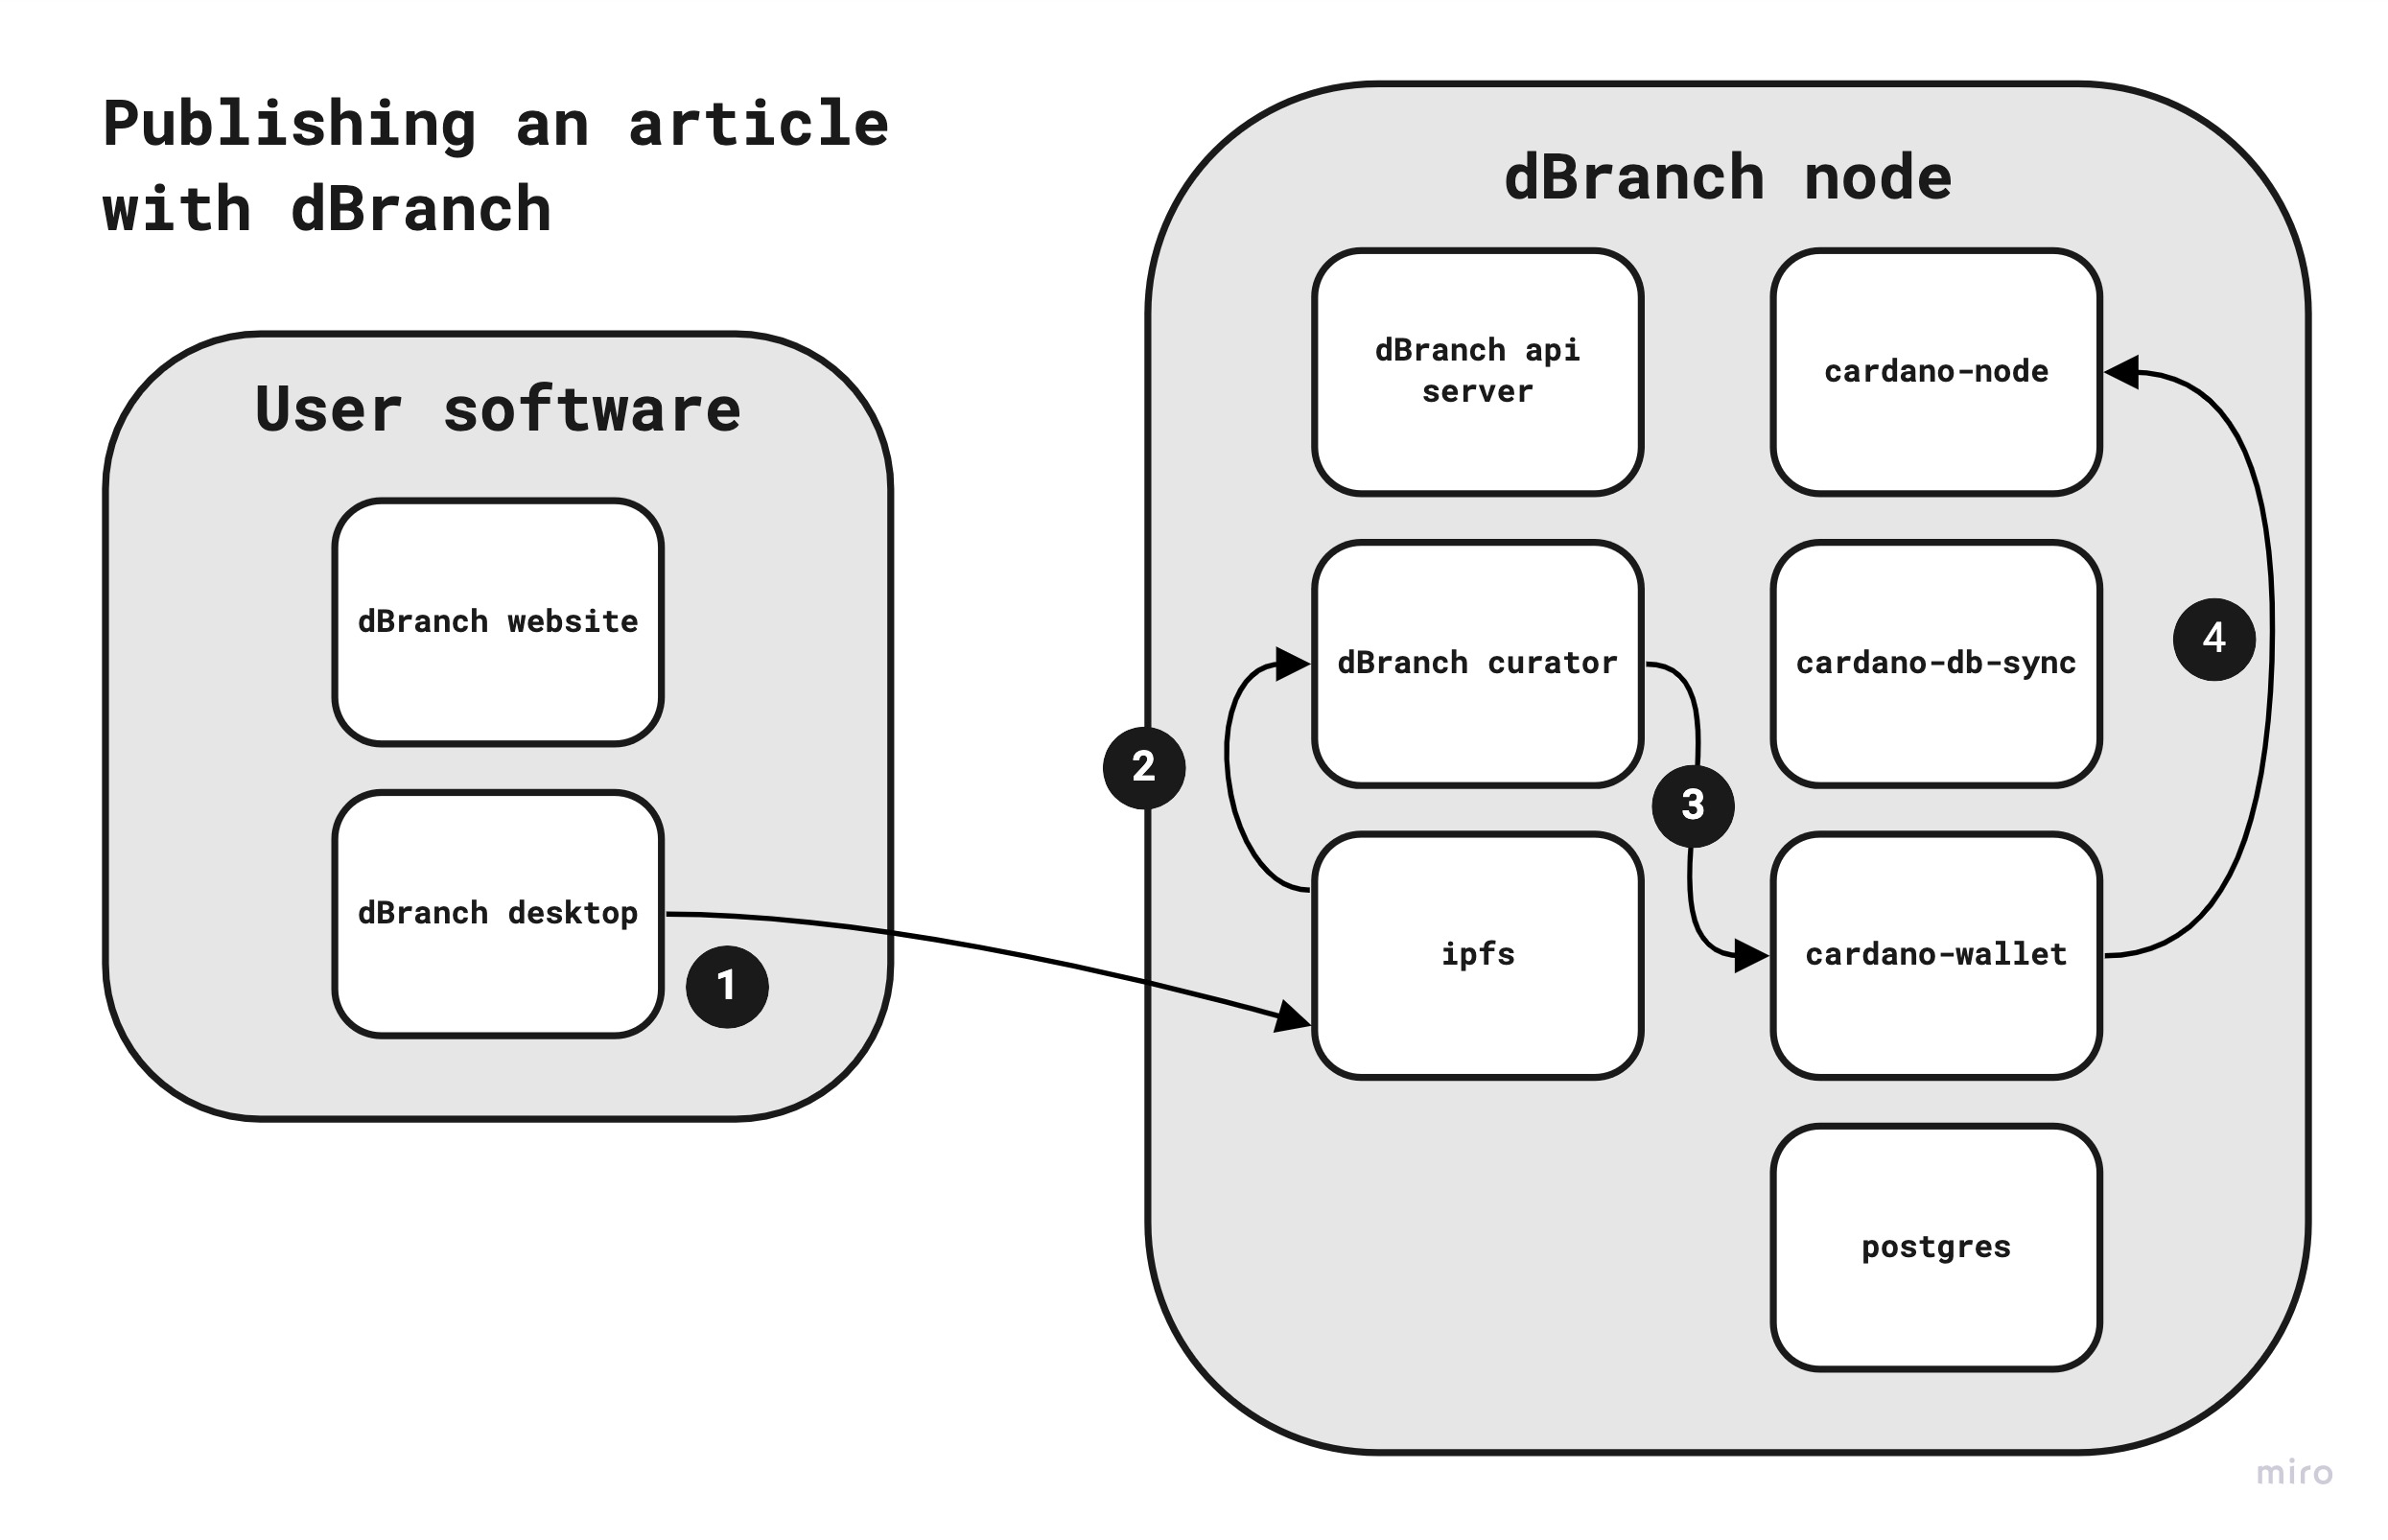 Publishing an article
with dBranch
User software
dBranch website
dBranch desktop
1
dBranch node
dBranch api
server
cardano-node
dBranch curator
cardano-db-sync
4
2
3
ipfs
cardano-wallet
postgres
miro